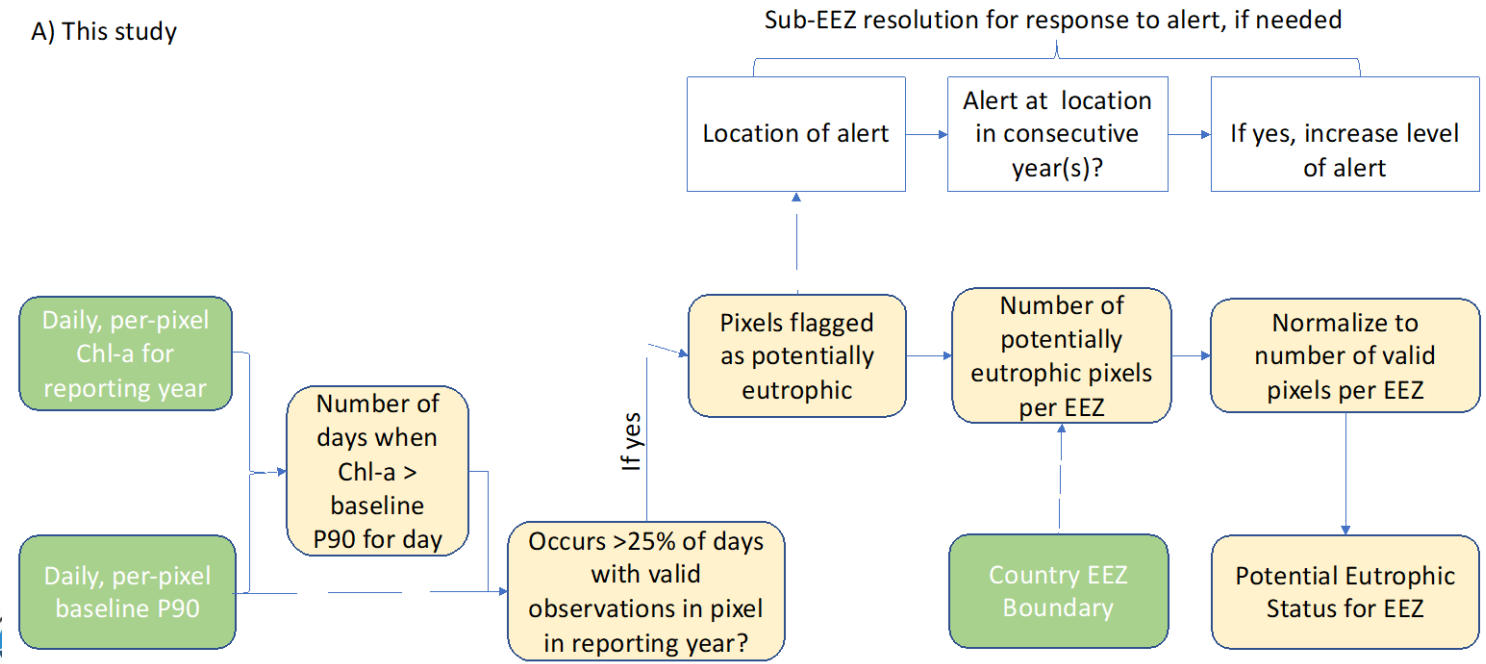 A) This study
Sub-EEZ resolution for response to alert, if needed
Location of alert
Alert at location
in consecutive
year(s)?
If yes, increase level
of alert
Daily, per-pixel
Chl-a for
reporting year
Number of
days when
Chl-a >
baseline
P90 for day
Daily, per-pixel
baseline P90
Occurs >25% of days
with valid
observations in pixel
in reporting year?
If yes
Pixels flagged
as potentially
eutrophic
Number of
potentially
eutrophic pixels
per EEZ
Normalize to
number of valid
pixels per EEZ
Country EEZ
Boundary
Potential Eutrophic
Status for EEZ